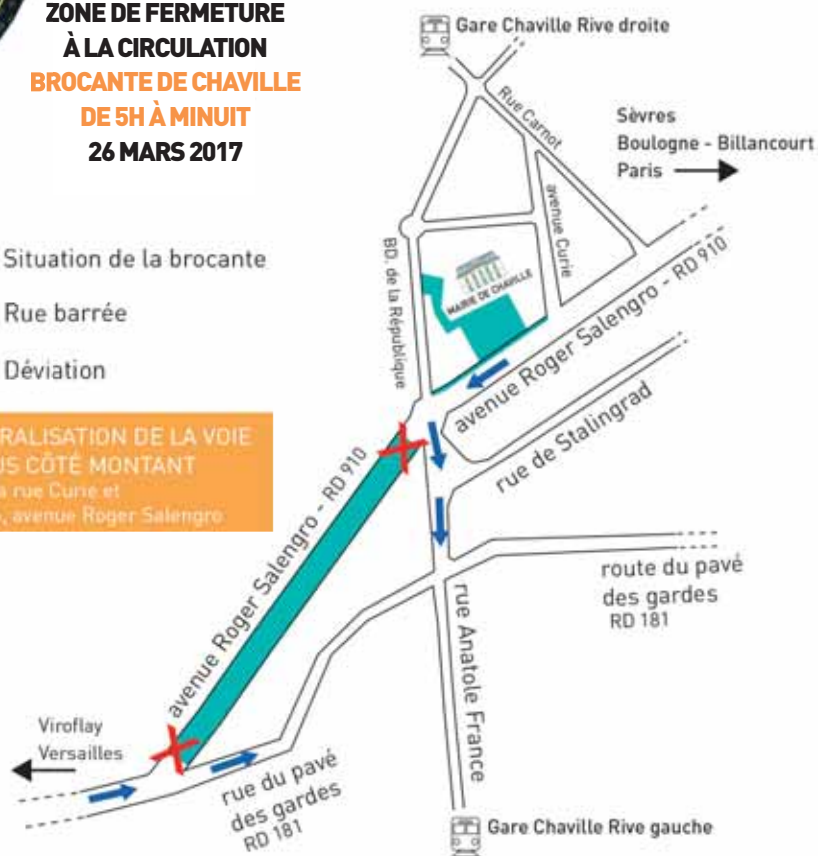 ZONE DE FERMETURE
À LA CIRCULATION
BROCANTE DE CHAVILLE
DE 5H À MINUIT
26 MARS 2017
Gare Chaville Rive droite
Rue Carnot
Sèvres
Boulogne - Billancourt
Paris
avenue Curie
Situation de la brocante
Rue barrée
Déviation
BD. de la République
MAIRIE DE CHAVILLE
avenue Roger Salengro - RD 910
rue de Stalingrad
RALISATION DE LA VOIE
CÔTÉ MONTANT
rue Curie et
, avenue Roger Salengro
avenue Roger Salengro - RD 910
route du pavé
des gardes
RD 181
rue Anatole France
Viroflay
Versailles
rue du pavé
des gardes
RD 181
Gare Chaville Rive gauche